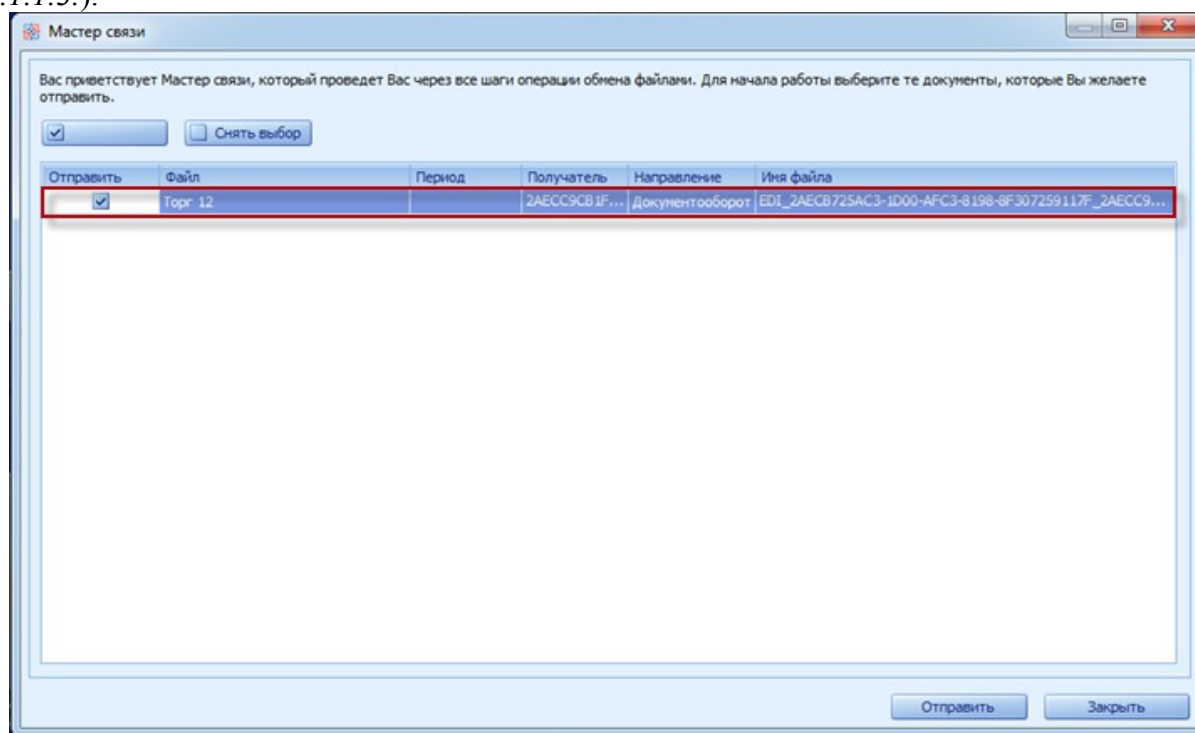 .1.1.3.).
Мастер связи
Вас приветствует Мастер связи, который проведет Вас через все шаги операции обмена файлами. Для начала работы выберите те документы, которые Вы желаете
отправить.
Снять выбор
Отправить Файл Период Получатель Направление Имя файла
Торг 12 2AECC9CB1F... Документооборот EDI_2AECB725AC3-1D00-AFC3-8198-8F307259117F_2AECC9...
Отправить Закрыть